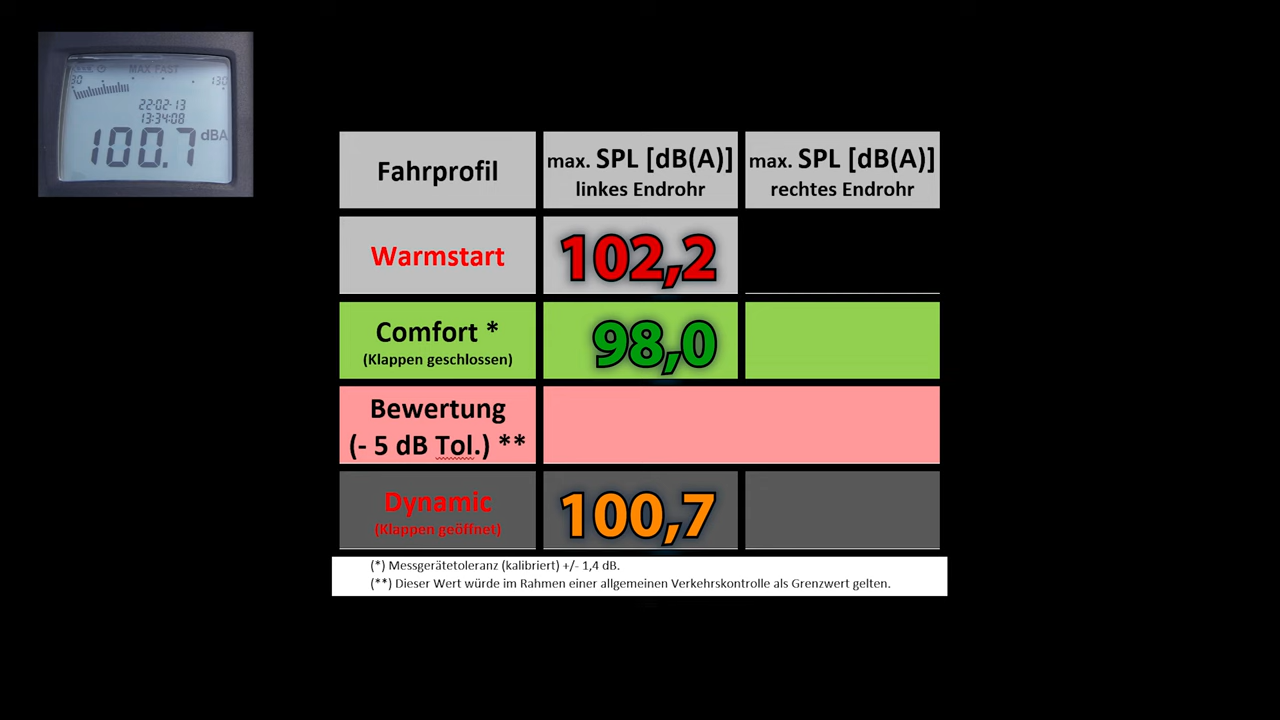 MAX FAST
30
130
22-02-13
13:34:08
100.7 dBA
Fahrprofil
max. SPL [dB(A)]
linkes Endrohr
max. SPL [dB(A)]
rechtes Endrohr
Warmstart
102,2
Comfort *
(Klappen geschlossen)
98,0
Bewertung
(- 5 dB Tol.) **
Dynamic
(Klappen geöffnet)
100,7
(*) Messgerätetoleranz (kalibriert) +/- 1,4 dB.
(**) Dieser Wert würde im Rahmen einer allgemeinen Verkehrskontrolle als Grenzwert gelten.